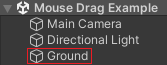 Mouse Drag Example
Main Camera
Directional Light
Ground